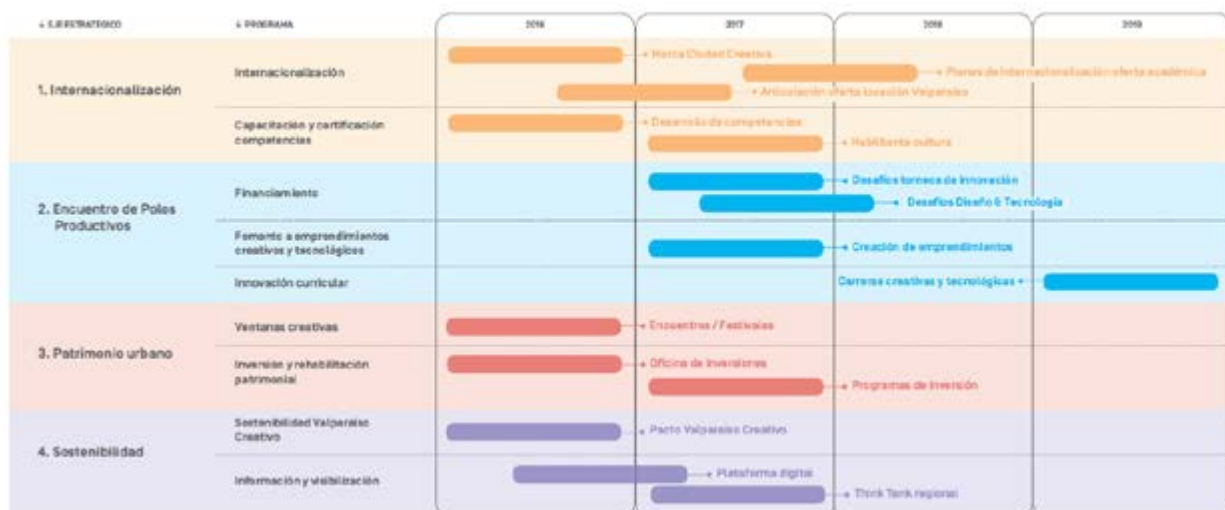 ↓ EJE ESTRATÉGICO
↓ PROGRAMA
2016
2017
2018
2019
1. Internacionalización
Internacionalización
Marca Ciudad Creativa
Planes de internacionalización oferta académica
Articulación oferta locación Valparaíso
Capacitación y certificación
competencias
Desarrollo de competencias
Habilitante cultura
2. Encuentro de Polos
Productivos
Financiamiento
Desafíos torneos de innovación
Desafíos Diseño & Tecnología
Fomento a emprendimientos
creativos y tecnológicos
Creación de emprendimientos
Innovación curricular
Carreras creativas y tecnológicas
3. Patrimonio urbano
Ventanas creativas
Encuentros / Festivales
Inversión y rehabilitación
patrimonial
Oficina de Inversiones
Programas de Inversión
4. Sostenibilidad
Sostenibilidad Valparaíso
Creativo
Pacto Valparaíso Creativo
Información y visibilización
Plataforma digital
Think Tank regional